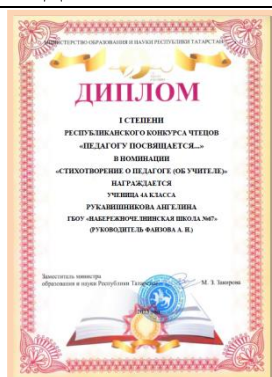 МИНИСТЕРСТВО ОБРАЗОВАНИЯ И НАУКИ РЕСПУБЛИКИ ТАТАРСТАН
ДИПЛОМ
I СТЕПЕНИ
РЕСПУБЛИКАНСКОГО КОНКУРСА ЧТЕЦОВ
«ПЕДАГОГУ ПОСВЯЩАЕТСЯ...»
В НОМИНАЦИИ
«СТИХОТВОРЕНИЕ О ПЕДАГОГЕ (ОБ УЧИТЕЛЕ)»
НАГРАЖДАЕТСЯ
УЧЕНИЦА 4А КЛАССА
РУКАВИШНИКОВА АНГЕЛИНА
ГБОУ «НАБЕРЕЖНОЧЕЛНИНСКАЯ ШКОЛА №67»
(РУКОВОДИТЕЛЬ ФАИЗОВА А. Н.)
Заместитель министра
образования и науки Республики Татарстан М. З. Закирова